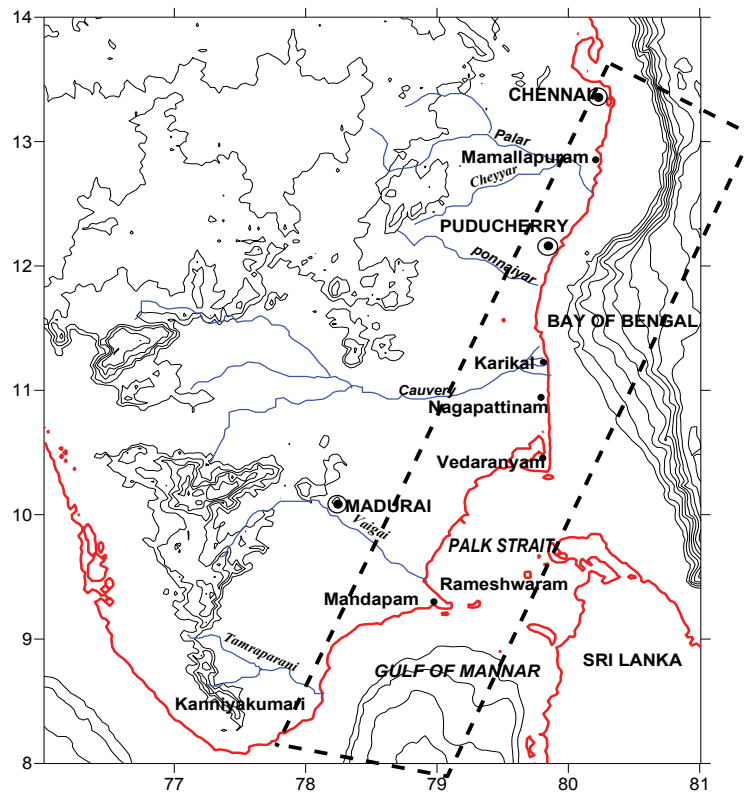 14
CHENNAI
13
Palar
Mamallapuram
Cheyyar
PUDUCHERRY
ponnaiyar
12
BAY OF BENGAL
Karikal
11
Cauvery
Nagapattinam
Vedaranyam
MADURAI
10
Vaigai
PALK STRAIT
Rameshwaram
Mandapam
9
Tamraparani
SRI LANKA
GULF OF MANNAR
Kanniyakumari
8
77 78 79 80 81